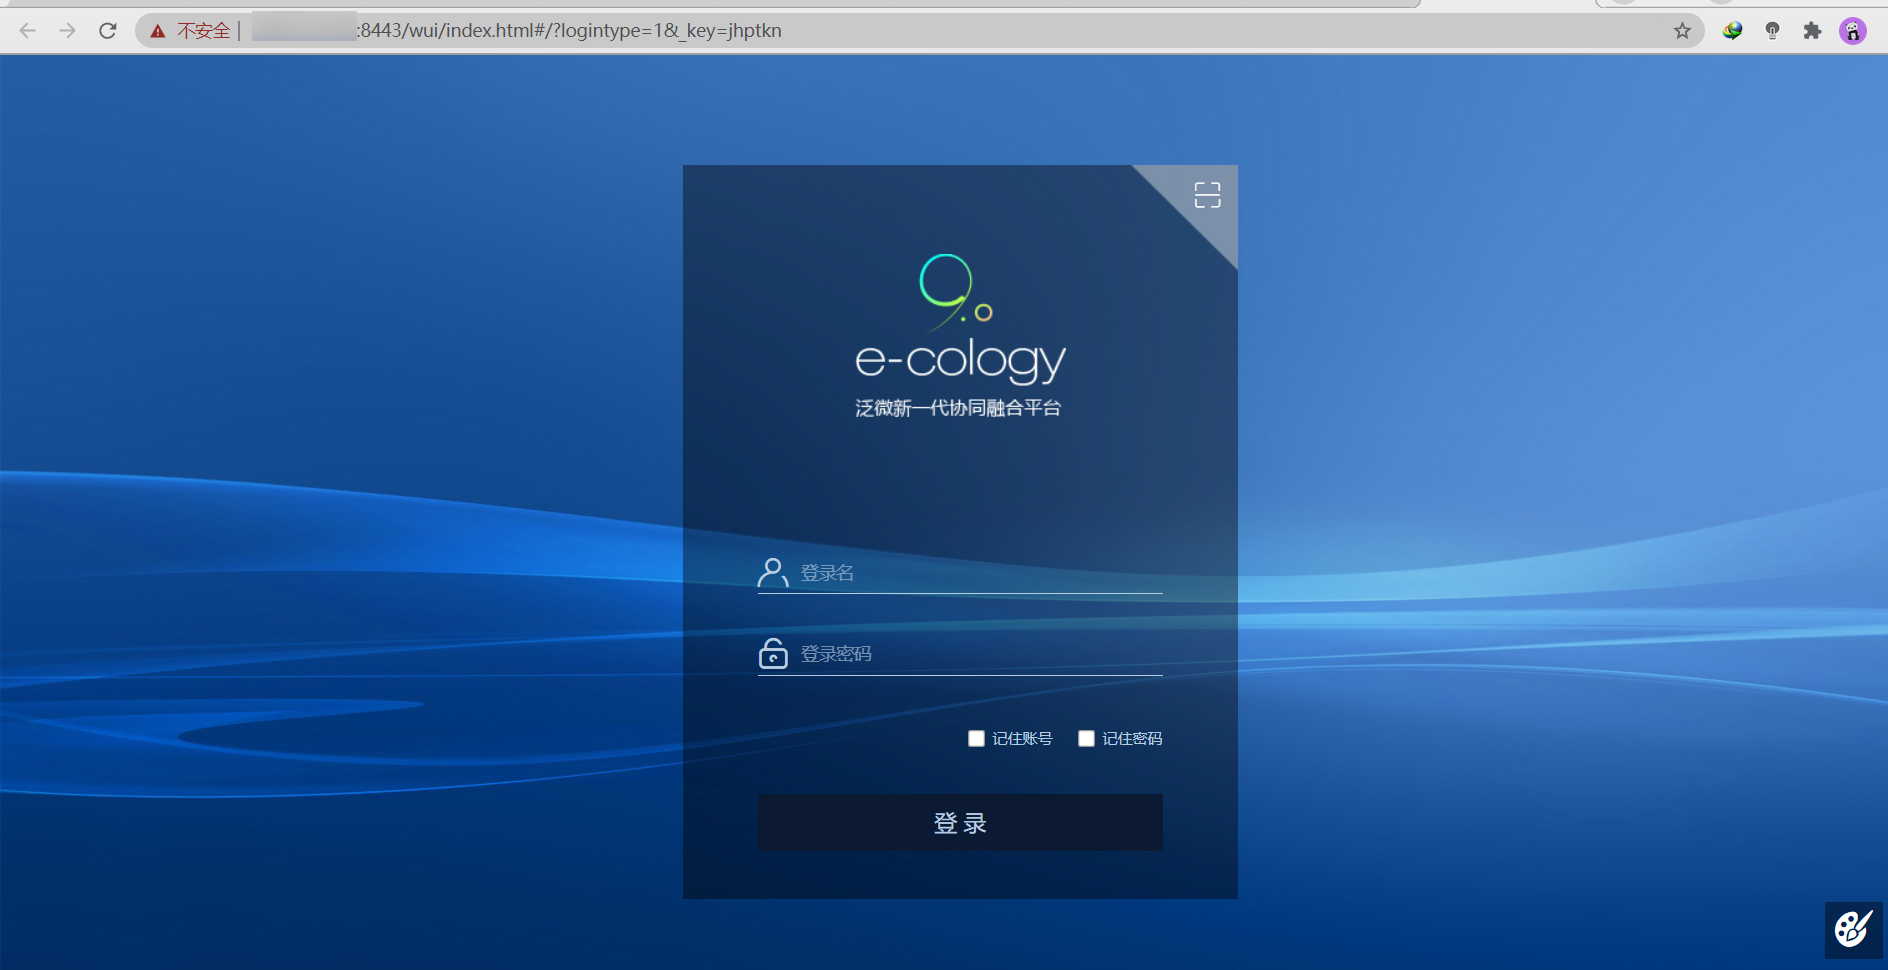 不安全 | :8443/wui/index.html#/?logintype=1&_key=jhptkn
9.0
e-cology
泛微新一代协同融合平台
登录名
登录密码
记住账号 记住密码
登录